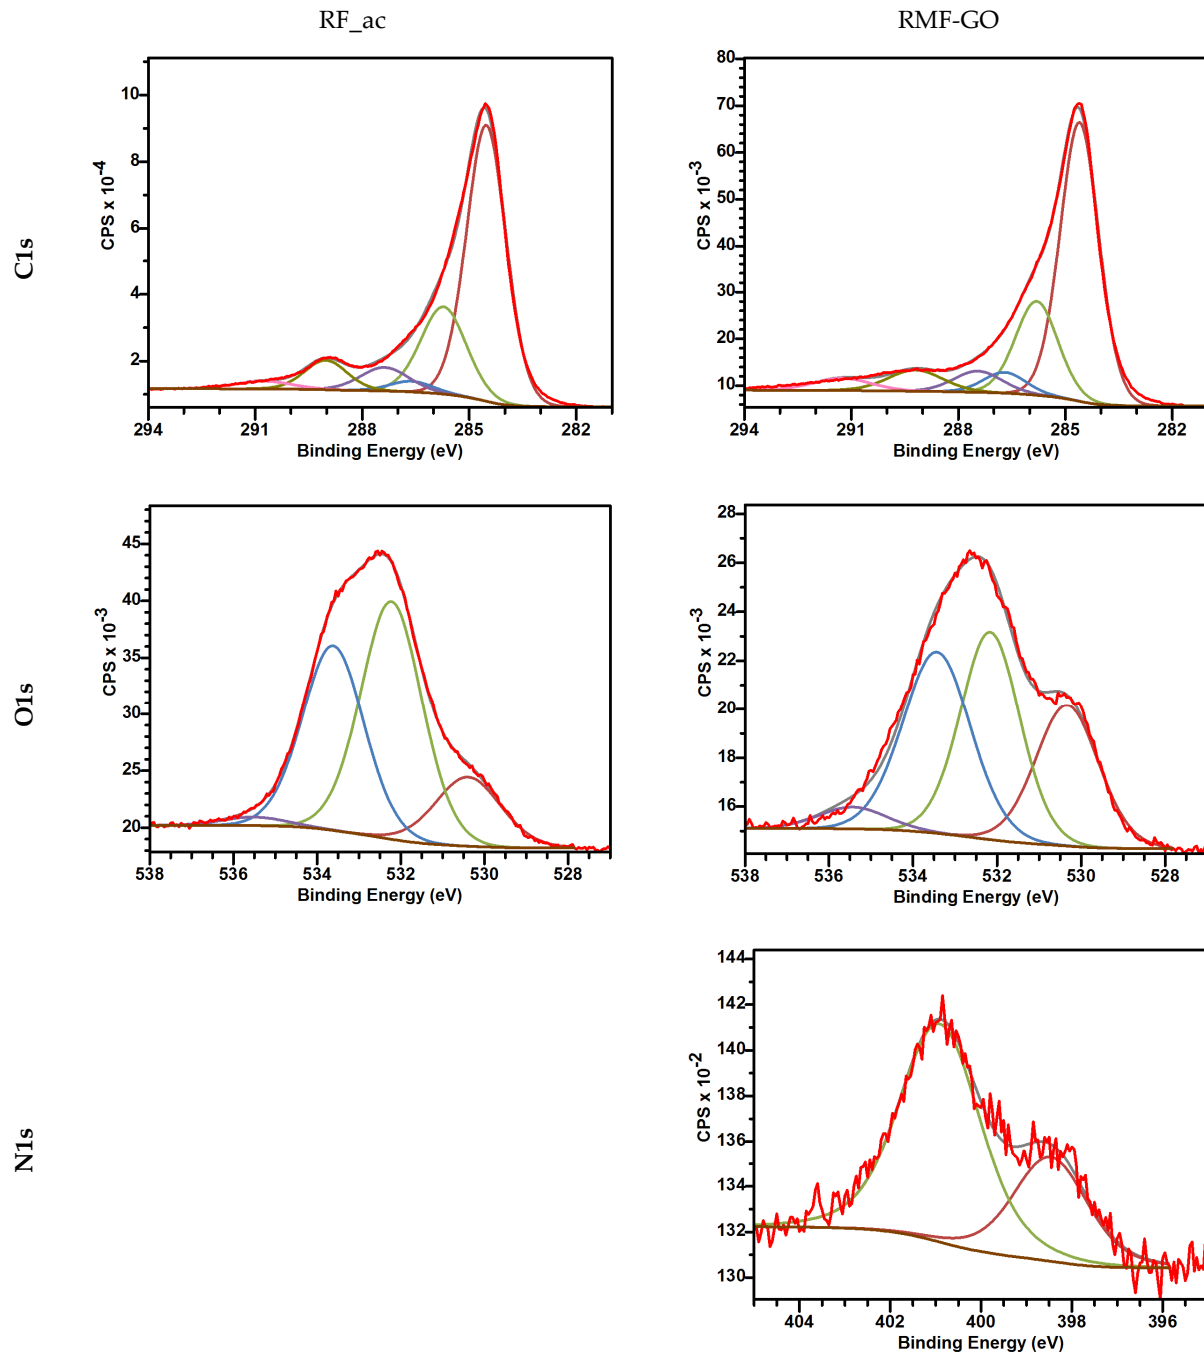 RF_ac
RMF-GO
C1s
CPS x 10-4
10
8
6
4
2
294 291 288 285 282
Binding Energy (eV)
CPS x 10-3
80
70
60
50
40
30
20
10
294 291 288 285 282
Binding Energy (eV)
O1s
CPS x 10-3
45
40
35
30
25
20
538 536 534 532 530 528
Binding Energy (eV)
CPS x 10-3
28
26
24
22
20
18
16
538 536 534 532 530 528
Binding Energy (eV)
N1s
CPS x 10-2
144
142
140
138
136
134
132
130
404 402 400 398 396
Binding Energy (eV)